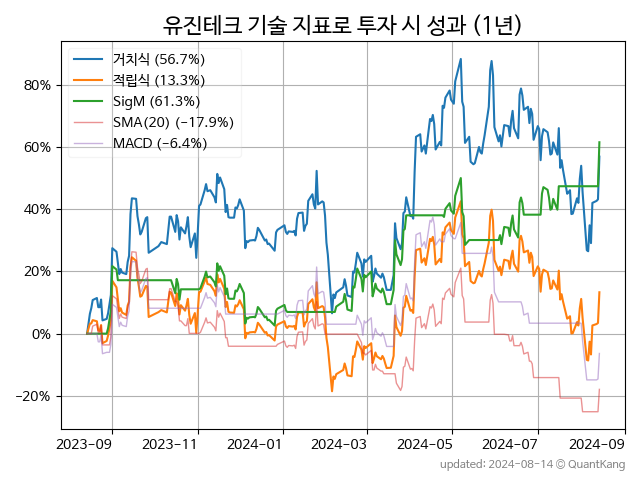 유진테크 기술 지표로 투자 시 성과 (1년)
거치식 (56.7%)
적립식 (13.3%)
SigM (61.3%)
SMA(20) (−17.9%)
MACD (−6.4%)
80%
60%
40%
20%
0%
−20%
2023−09 2023−11 2024−01 2024−03 2024−05 2024−07 2024−09
updated: 2024−08−14 © QuantKang